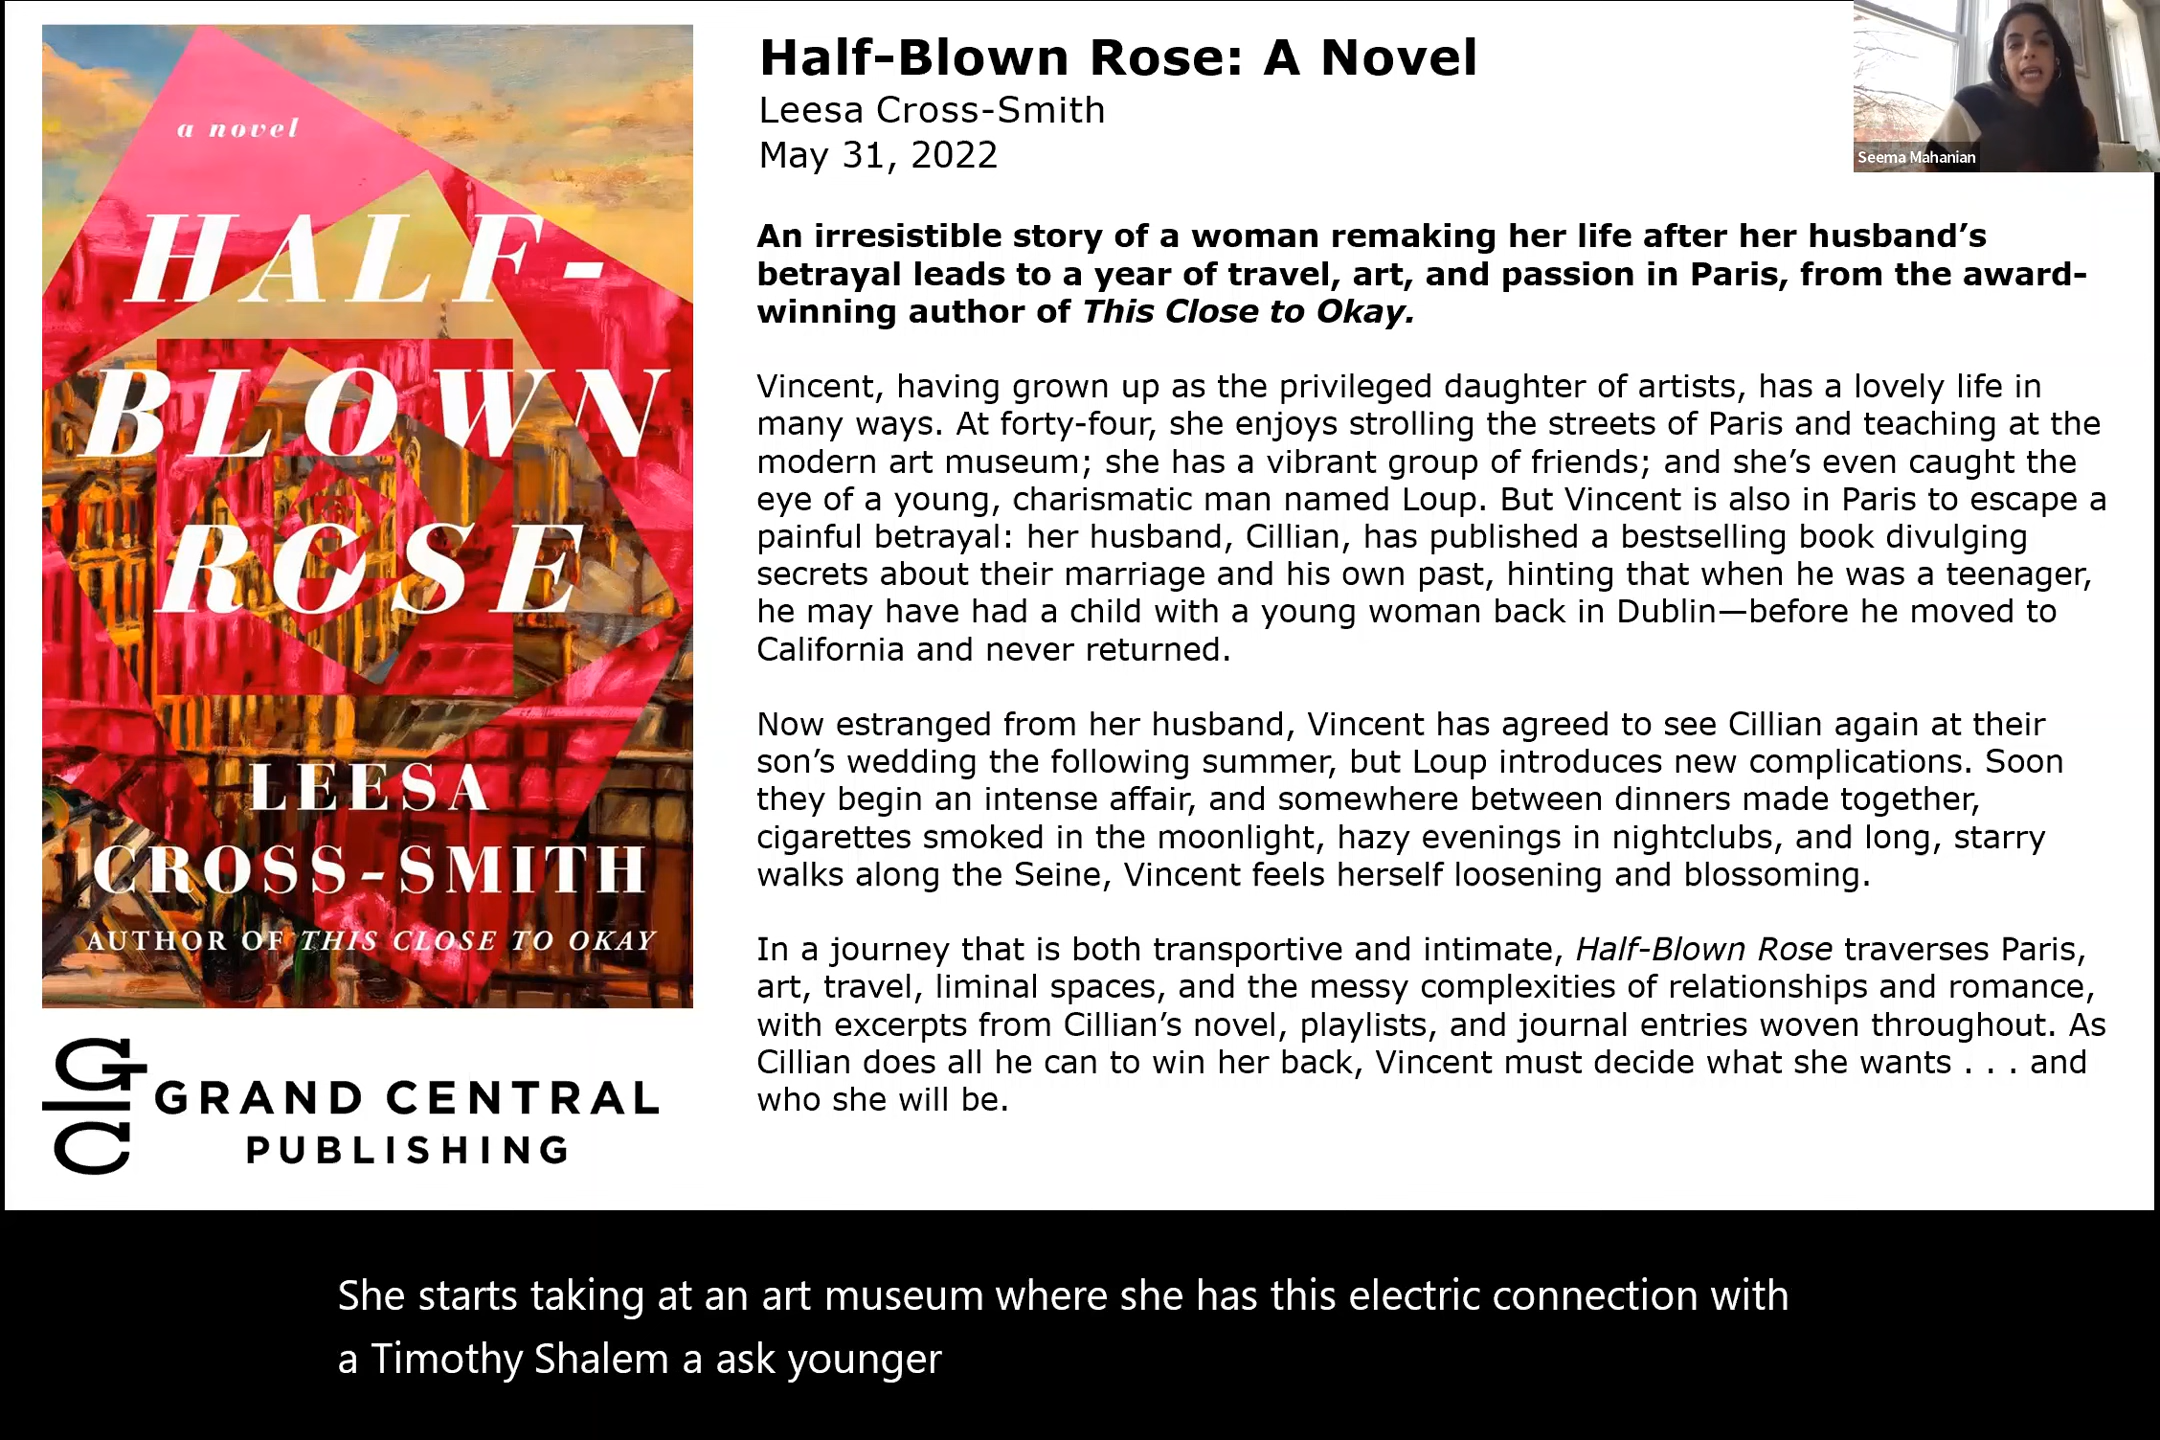 a novel
HALF-
BLOWN
ROSE
LEESA
CROSS-SMITH
AUTHOR OF THIS CLOSE TO OKAY
GC GRAND CENTRAL
PUBLISHING
Half-Blown Rose: A Novel
Leesa Cross-Smith
May 31, 2022
An irresistible story of a woman remaking her life after her husband’s
betrayal leads to a year of travel, art, and passion in Paris, from the award-
winning author of This Close to Okay.
Vincent, having grown up as the privileged daughter of artists, has a lovely life in
many ways. At forty-four, she enjoys strolling the streets of Paris and teaching at the
modern art museum; she has a vibrant group of friends; and she’s even caught the
eye of a young, charismatic man named Loup. But Vincent is also in Paris to escape a
painful betrayal: her husband, Cillian, has published a bestselling book divulging
secrets about their marriage and his own past, hinting that when he was a teenager,
he may have had a child with a young woman back in Dublin—before he moved to
California and never returned.
Now estranged from her husband, Vincent has agreed to see Cillian again at their
son’s wedding the following summer, but Loup introduces new complications. Soon
they begin an intense affair, and somewhere between dinners made together,
cigarettes smoked in the moonlight, hazy evenings in nightclubs, and long, starry
walks along the Seine, Vincent feels herself loosening and blossoming.
In a journey that is both transportive and intimate, Half-Blown Rose traverses Paris,
art, travel, liminal spaces, and the messy complexities of relationships and romance,
with excerpts from Cillian’s novel, playlists, and journal entries woven throughout. As
Cillian does all he can to win her back, Vincent must decide what she wants . . . and
who she will be.
Seema Mahanian
She starts taking at an art museum where she has this electric connection with
a Timothy Shalem a ask younger